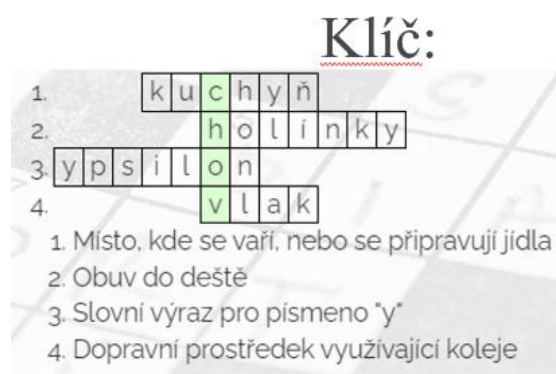 Klíč:
1. kuchyň
2. holínky
3. ypsilon
4. vlak
1. Místo, kde se vaří, nebo se připravují jídla
2. Obuv do deště
3. Slovní výraz pro písmeno "y"
4. Dopravní prostředek využívající koleje